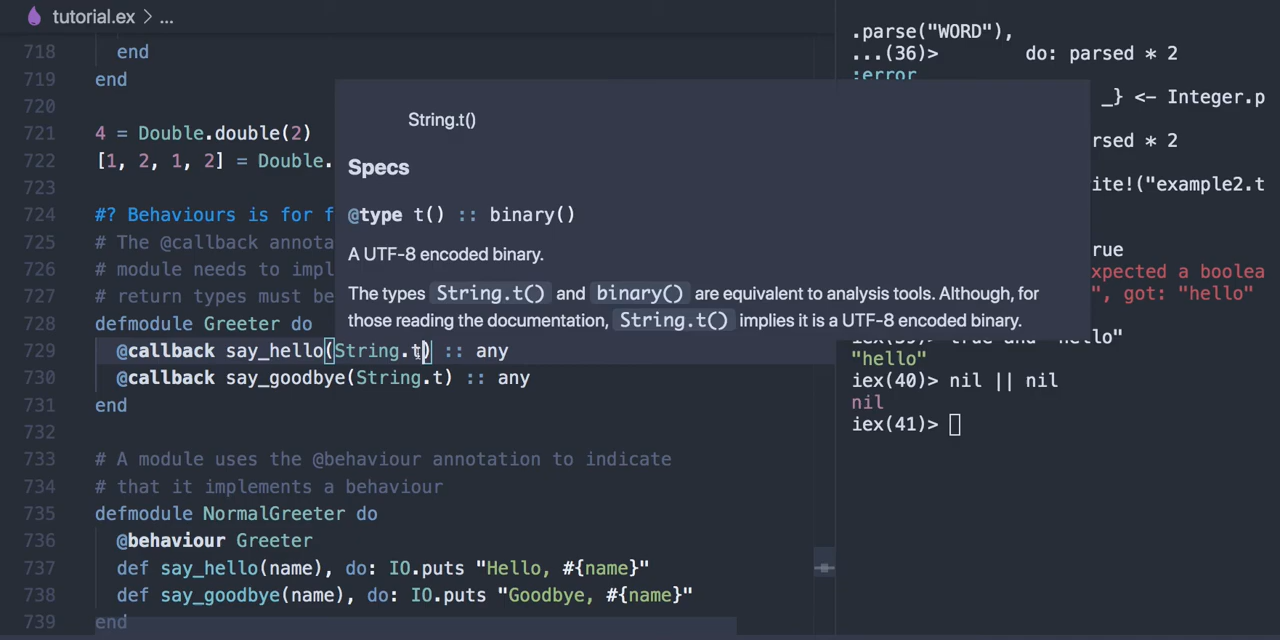 tutorial.ex > ...
718 end
719 end
720
721 4 = Double.double(2)
722 [1, 2, 1, 2] = Double.
723
724 #? Behaviours is for f
725 # The @callback annota
726 # module needs to impl
727 # return types must be
728 defmodule Greeter do
729 @callback say_hello(String.t) :: any
730 @callback say_goodbye(String.t) :: any
731 end
732
733 # A module uses the @behaviour annotation to indicate
734 # that it implements a behaviour
735 defmodule NormalGreeter do
736 @behaviour Greeter
737 def say_hello(name), do: IO.puts "Hello, #{name}"
738 def say_goodbye(name), do: IO.puts "Goodbye, #{name}"
739 end
String.t()
Specs
@type t() :: binary()
A UTF-8 encoded binary.
The types String.t() and binary() are equivalent to analysis tools. Although, for
those reading the documentation, String.t() implies it is a UTF-8 encoded binary.
.parse("WORD"),
...(36)> do: parsed * 2
:error
_} <- Integer.p
rsed * 2
ite!("example2.t
rue
xpected a boolea
", got: "hello"
"hello"
iex(40)> nil || nil
nil
iex(41)>